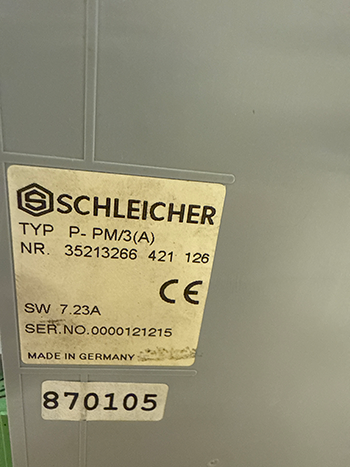 SCHLEICHER
TYP P- PM/3(A)
NR. 35213266 421 126
CE
SW 7.23A
SER.NO.0000121215
MADE IN GERMANY
870105